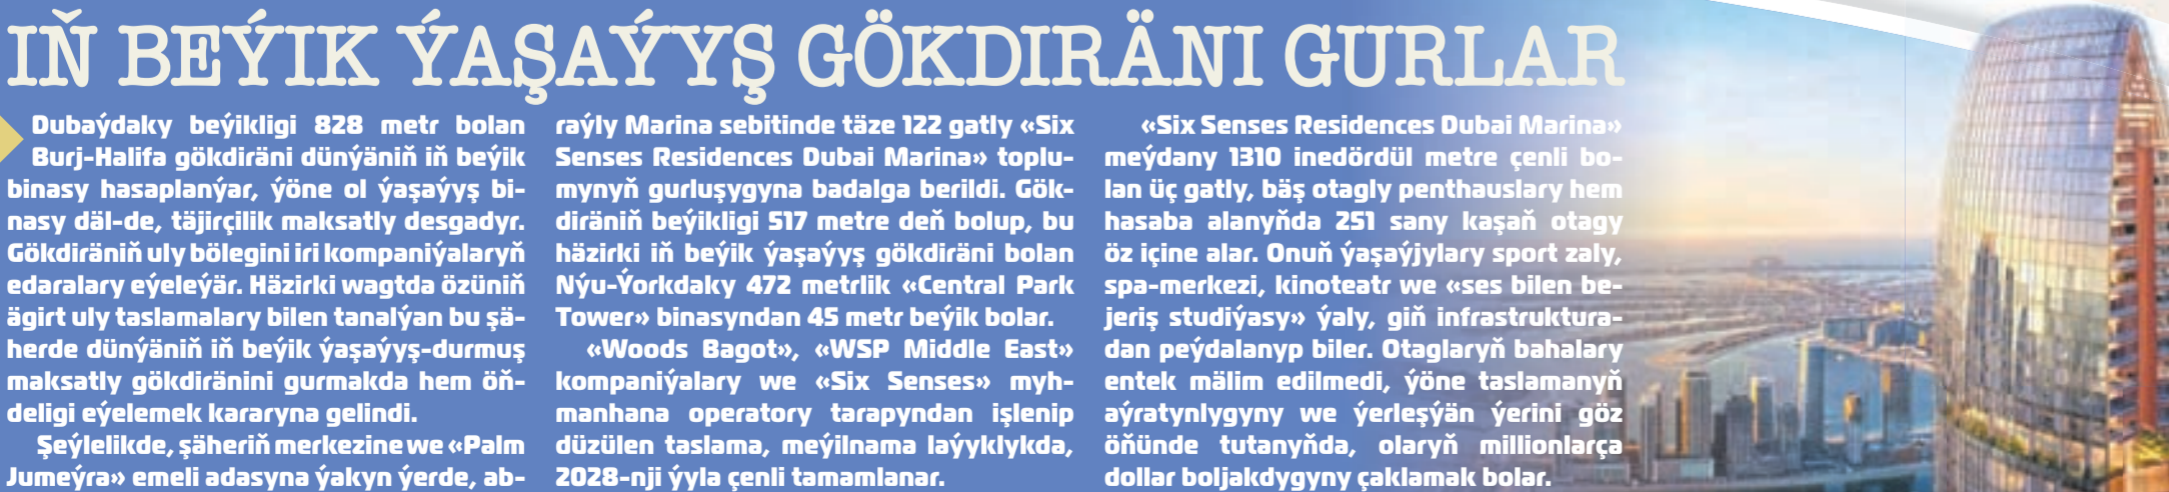 IŇ BEÝIK ÝAŞAÝYŞ GÖKDIRÄNI GURLAR
Dubaýdaky beýikligi 828 metr bolan
Burj-Halifa gökdiräni dünýäniň iň beýik
binasy hasaplanýar, ýöne ol ýaşaýyş bi-
nasy däl-de, täjirçilik maksatly desgadyr.
Gökdiräniň uly bölegini iri kompaniýalaryň
edaralary eýeleýär. Häzirki wagtda özüniň
ägirt uly taslamalary bilen tanalýan bu şä-
herde dünýäniň iň beýik ýaşaýyş-durmuş
maksatly gökdiränini gurmakda hem öň-
deligi eýelemek kararyna gelindi.
Şeýlelikde, şäheriň merkezine we «Palm
Jumeýra» emeli adasyna ýakyn ýerde, ab-
raýly Marina sebitinde täze 122 gatly «Six
Senses Residences Dubai Marina» toplu-
mynyň gurluşygyna badalga berildi. Gök-
diräniň beýikligi 517 metre deň bolup, bu
häzirki iň beýik ýaşaýyş gökdiräni bolan
Nýu-Ýorkdaky 472 metrlik «Central Park
Tower» binasyndan 45 metr beýik bolar.
«Woods Bagot», «WSP Middle East»
kompaniýalary we «Six Senses» myh-
manhana operatory tarapyndan işlenip
düzülen taslama, meýilnama laýyklykda,
2028-nji ýyla çenli tamamlanar.
«Six Senses Residences Dubai Marina»
meýdany 1310 inedördül metre çenli bo-
lan üç gatly, bäş otagly penthauslary hem
hasaba alanyňda 251 sany kaşaň otagy
öz içine alar. Onuň ýaşaýjylary sport zaly,
spa-merkezi, kinoteatr we «ses bilen be-
jeriş studiýasy» ýaly, giň infrastruktura-
dan peýdalanyp biler. Otaglaryň bahalary
entek mälim edilmedi, ýöne taslamanyň
aýratynlygyny we ýerleşýän ýerini göz
öňünde tutanyňda, olaryň millionlarça
dollar boljakdygyny çaklamak bolar.